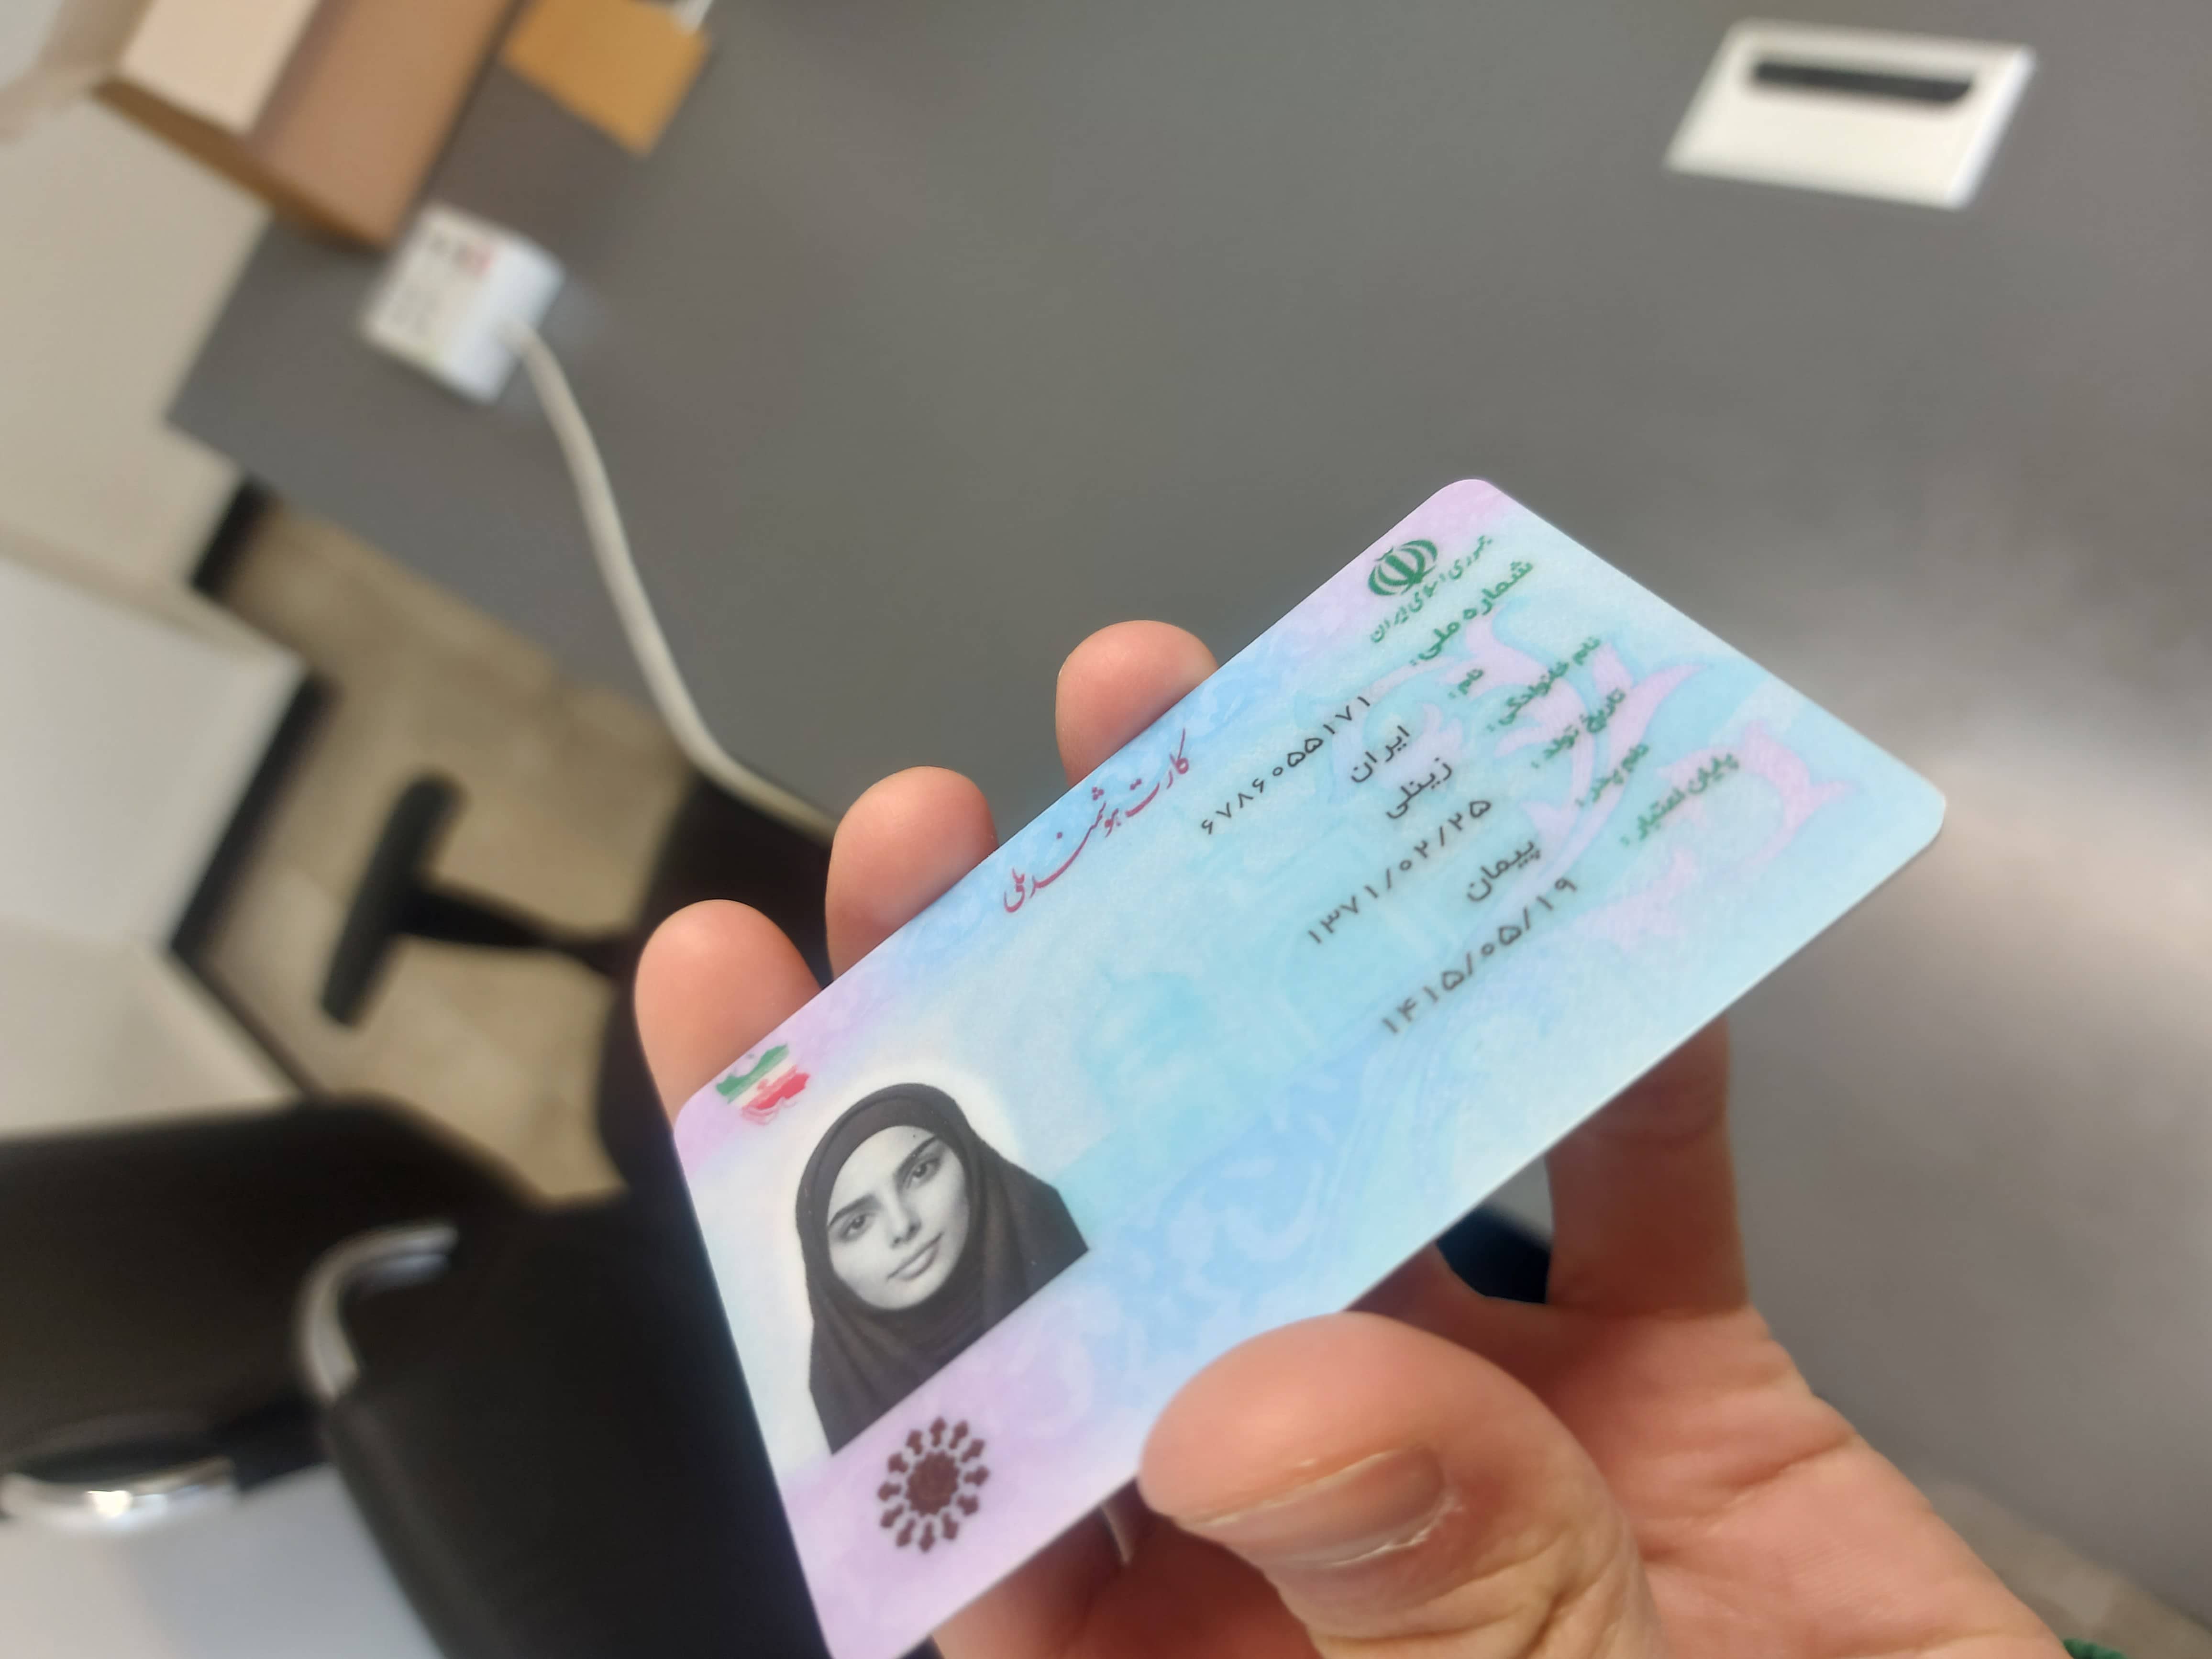 جمهوری اسلامی ایران
کارت هوشمند ملی
شماره ملی: ۶۷۸۶۰۵۵۱۷۱
نام: ایران
نام خانوادگی: زینلی
تاریخ تولد: ۱۳۷۱/۰۲/۲۵
نام پدر: پیمان
پایان اعتبار: ۱۴۱۵/۰۵/۱۹